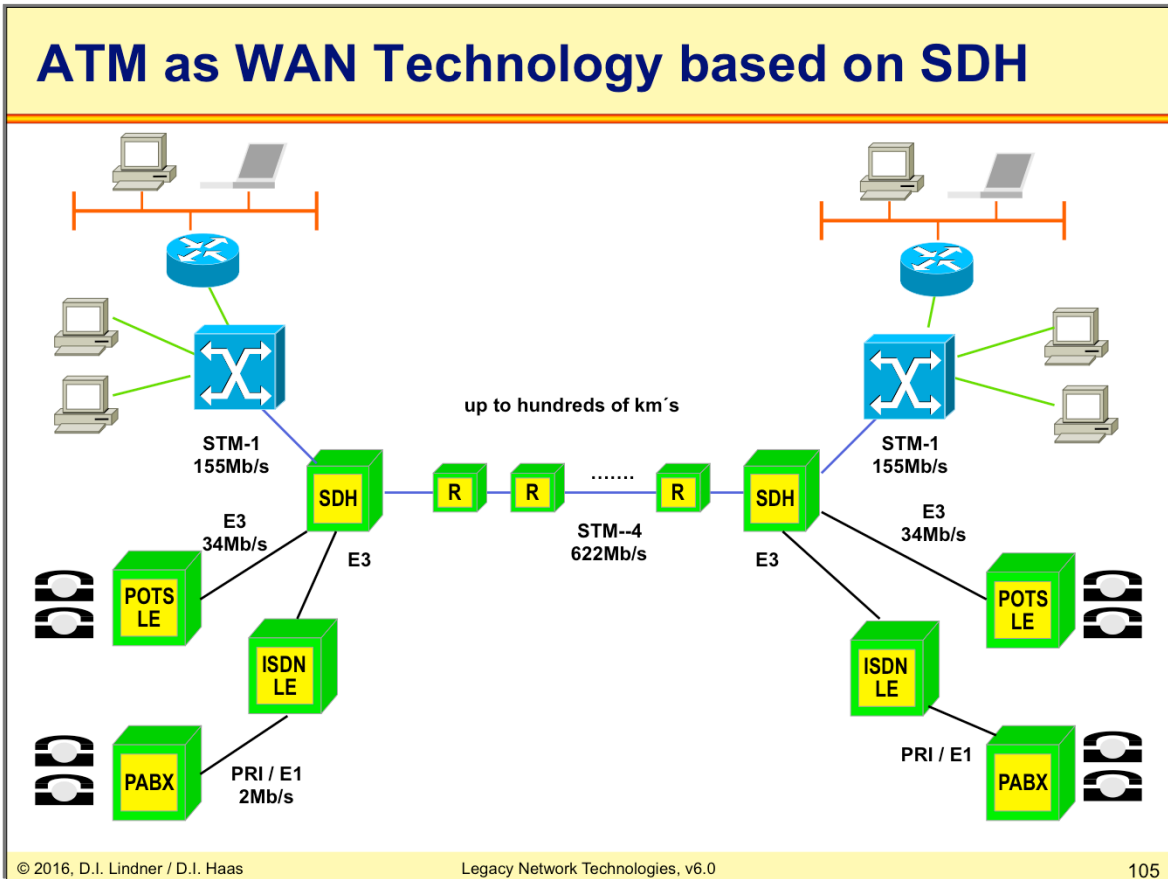 ATM as WAN Technology based on SDH
up to hundreds of km´s
STM-1
155Mb/s
STM-1
155Mb/s
SDH
R
R
.......
R
SDH
STM--4
622Mb/s
E3
34Mb/s
E3
E3
E3
34Mb/s
POTS
LE
POTS
LE
ISDN
LE
ISDN
LE
PABX
PRI / E1
2Mb/s
PRI / E1
PABX
© 2016, D.I. Lindner / D.I. Haas
Legacy Network Technologies, v6.0
105